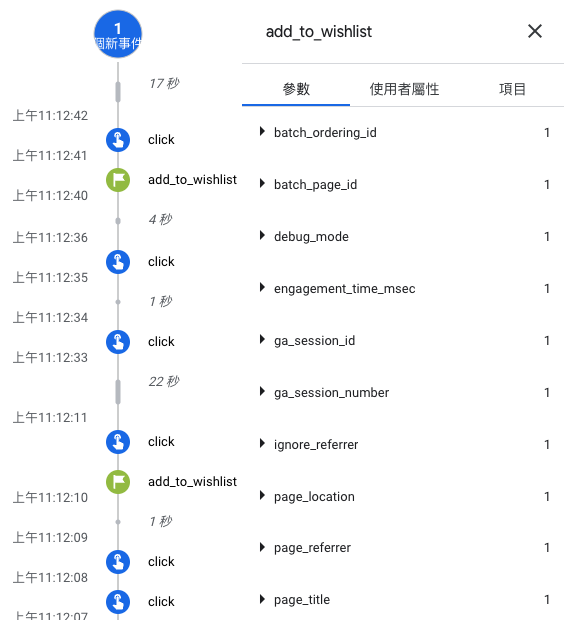 1
個新事件
17 秒
上午11:12:42
click
上午11:12:41
add_to_wishlist
上午11:12:40
4 秒
上午11:12:36
click
上午11:12:35
1 秒
上午11:12:34
click
上午11:12:33
22 秒
上午11:12:11
click
add_to_wishlist
上午11:12:10
1 秒
上午11:12:09
click
上午11:12:08
click
上午11:12:07
add_to_wishlist
參數 使用者屬性 項目
batch_ordering_id 1
batch_page_id 1
debug_mode 1
engagement_time_msec 1
ga_session_id 1
ga_session_number 1
ignore_referrer 1
page_location 1
page_referrer 1
page_title 1